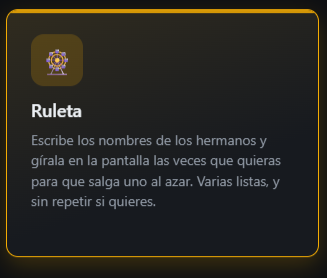 Ruleta
Escribe los nombres de los hermanos y
gírala en la pantalla las veces que quieras
para que salga uno al azar. Varias listas, y
sin repetir si quieres.